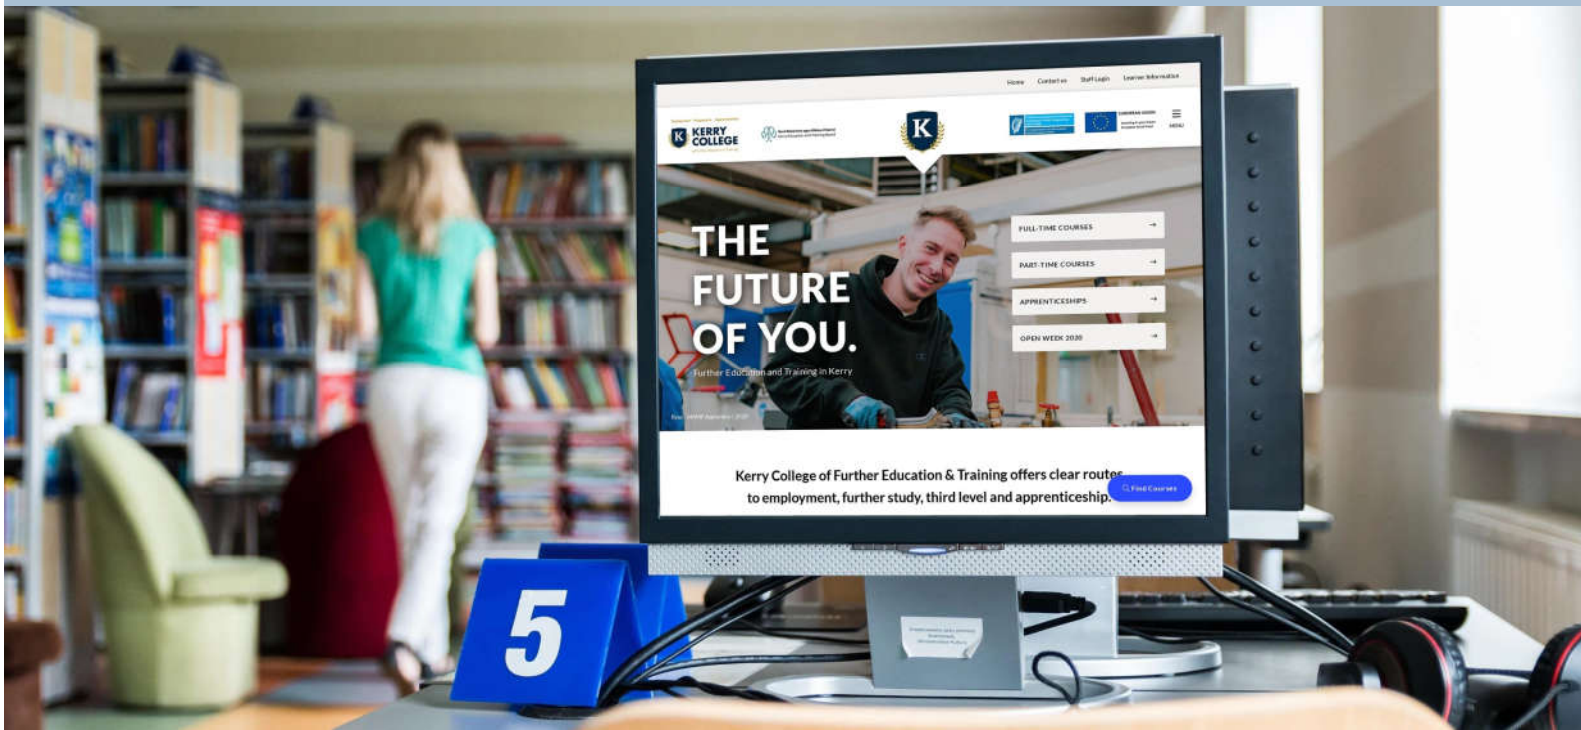 Home Contact us Staff Login Learner Information
KERRY
COLLEGE
K
K
EUROPEAN UNION
MENU
THE
FUTURE
OF YOU.
Further Education and Training in Kerry
FULL-TIME COURSES
PART-TIME COURSES
APPRENTICESHIPS
OPEN WEEK 2020
Kerry College of Further Education & Training offers clear routes
to employment, further study, third level and apprenticeship.
Find Courses
5